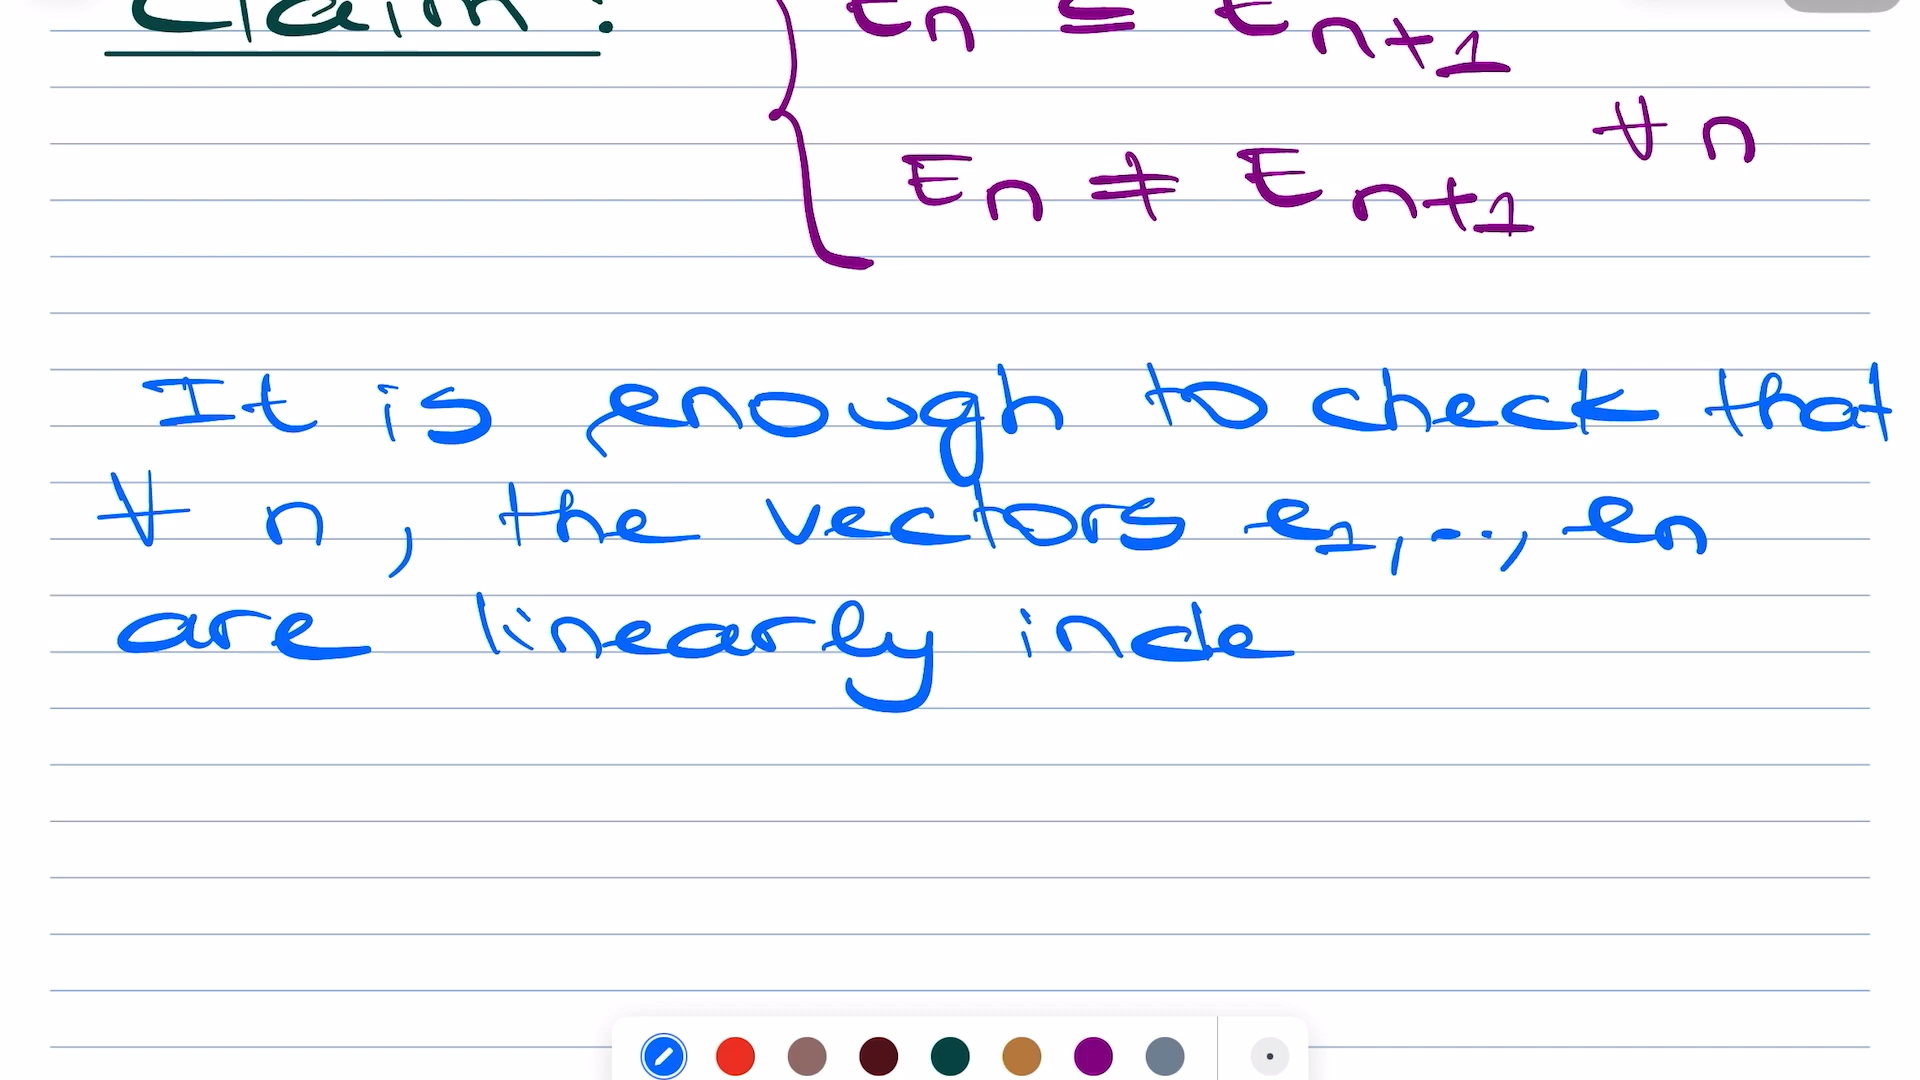 Claim :
En ⊆ En+1
∀ n
En ≠ En+1
It is enough to check that
∀ n, the vectors e1, .., en
are linearly inde